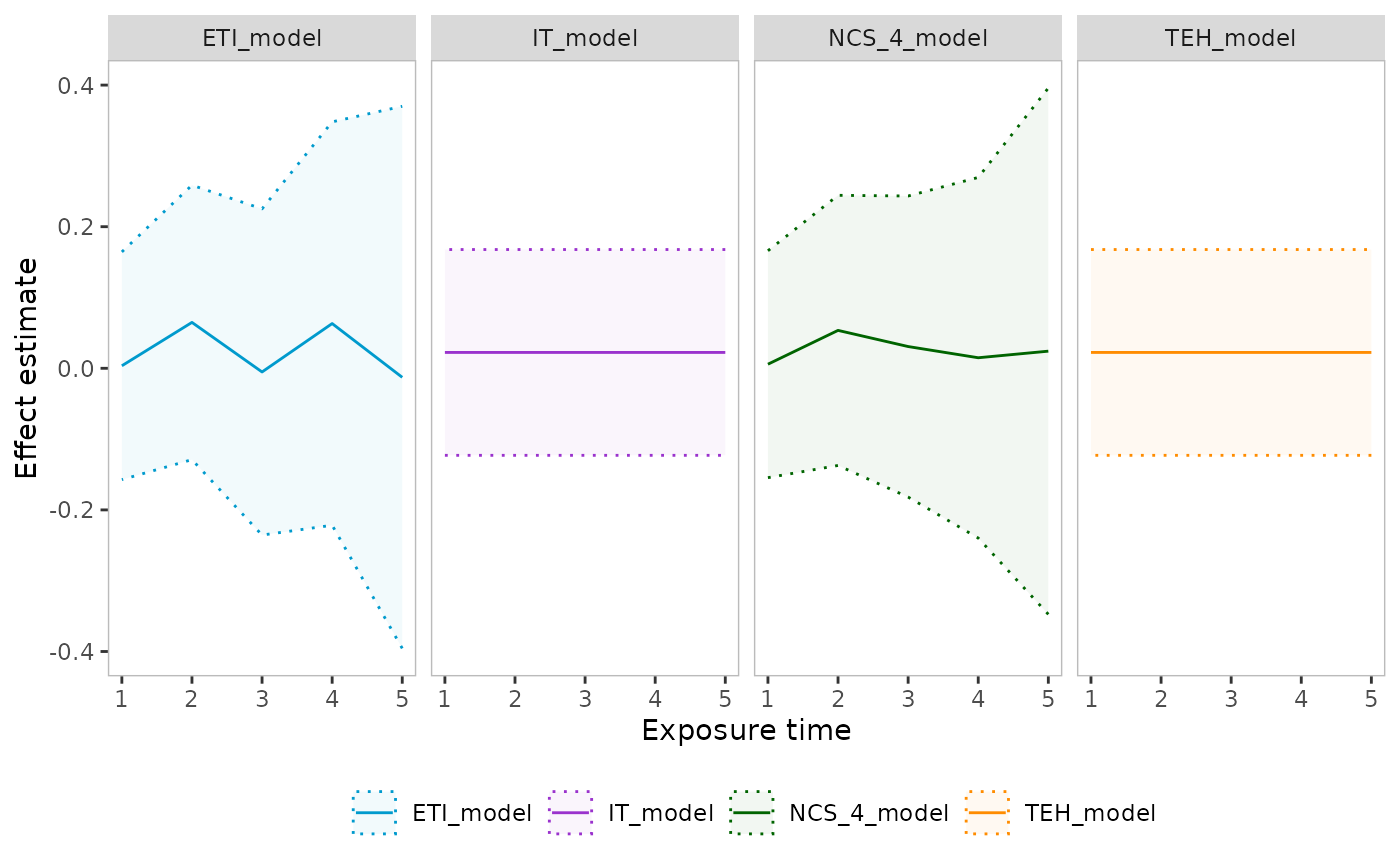 ETI_model IT_model NCS_4_model TEH_model
Effect estimate
0.4
0.2
0.0
-0.2
-0.4
1 2 3 4 5 1 2 3 4 5 1 2 3 4 5 1 2 3 4 5
Exposure time
ETI_model IT_model NCS_4_model TEH_model